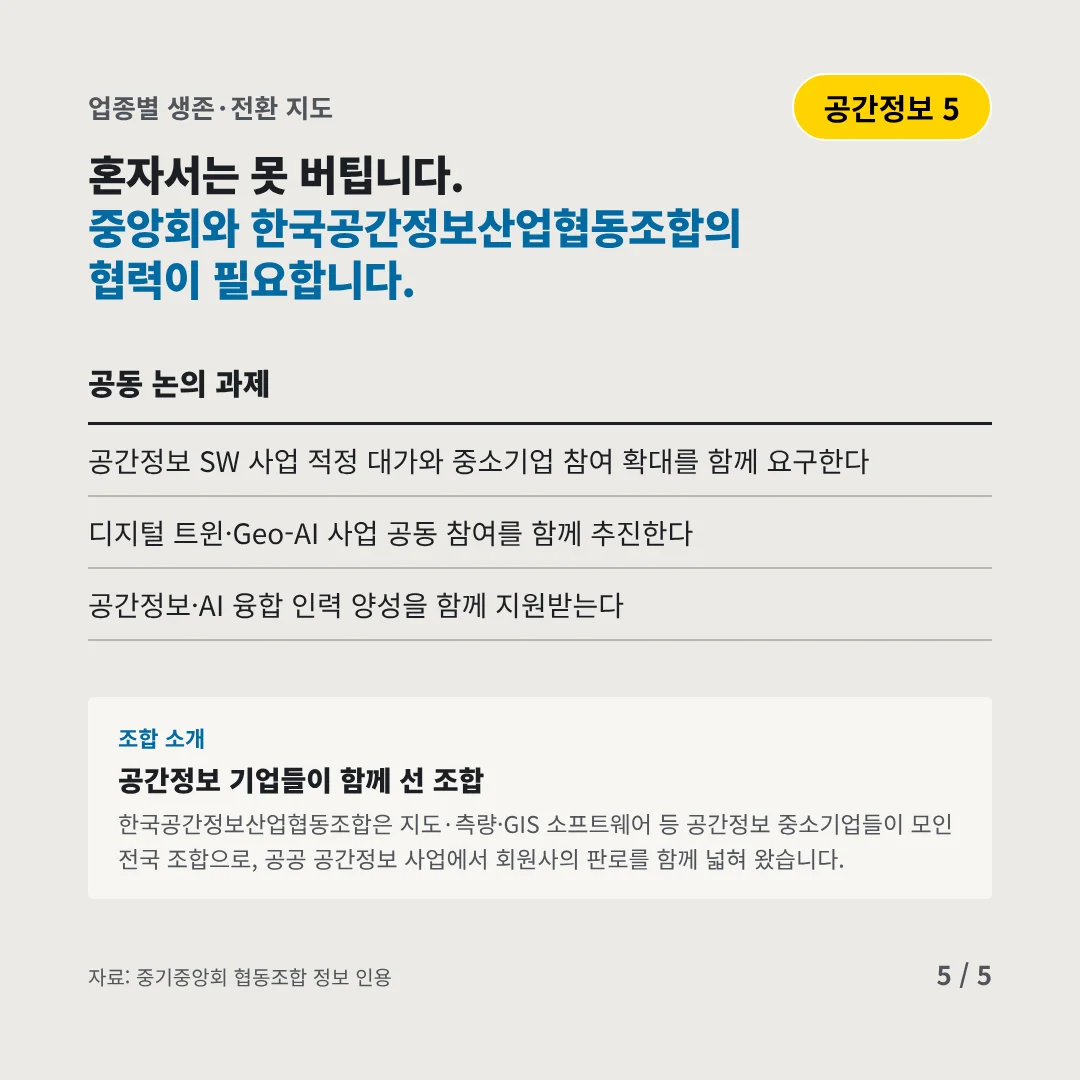 업종별 생존·전환 지도
공간정보 5
혼자서는 못 버팁니다.
중앙회와 한국공간정보산업협동조합의
협력이 필요합니다.
공동 논의 과제
공간정보 SW 사업 적정 대가와 중소기업 참여 확대를 함께 요구한다
디지털 트윈·Geo-AI 사업 공동 참여를 함께 추진한다
공간정보·AI 융합 인력 양성을 함께 지원받는다
조합 소개
공간정보 기업들이 함께 선 조합
한국공간정보산업협동조합은 지도·측량·GIS 소프트웨어 등 공간정보 중소기업들이 모인
전국 조합으로, 공공 공간정보 사업에서 회원사의 판로를 함께 넓혀 왔습니다.
자료: 중기중앙회 협동조합 정보 인용
5 / 5